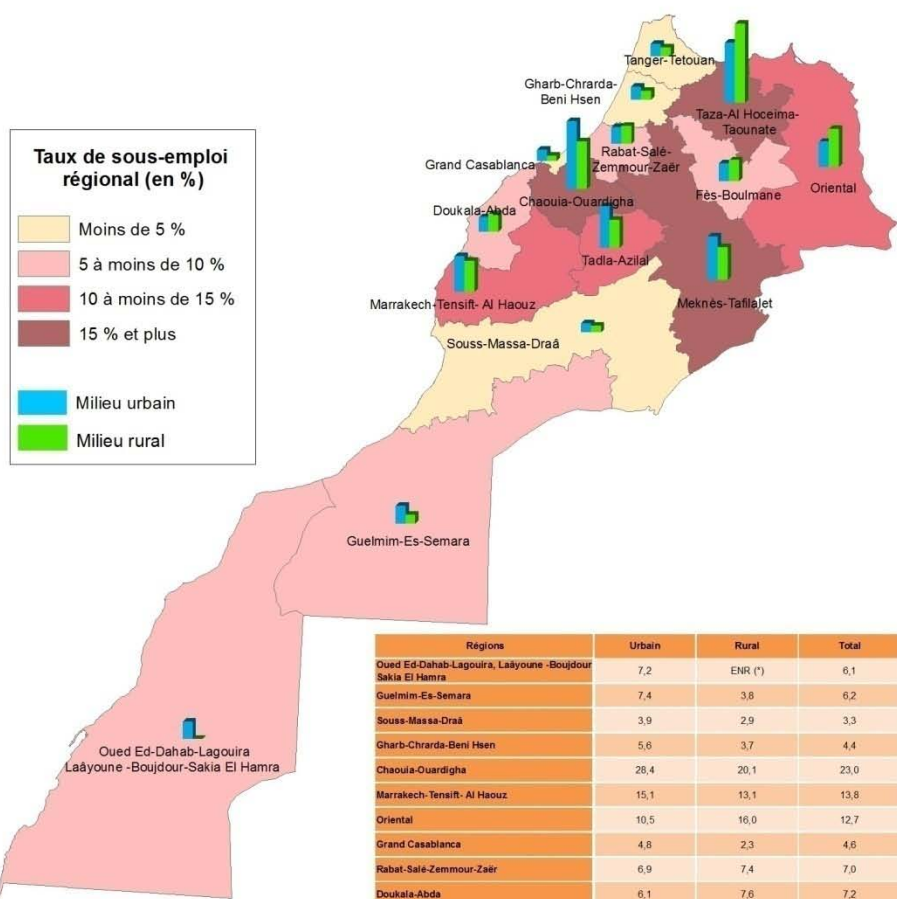 Taux de sous-emploi
régional (en %)
Moins de 5 %
5 à moins de 10 %
10 à moins de 15 %
15 % et plus
Milieu urbain
Milieu rural
Tanger-Tetouan
Gharb-Chrarda-
Beni Hsen
Taza-Al Hoceima-
Taounate
Grand Casablanca
Rabat-Salé-
Zemmour-Zaër
Fès-Boulmane
Oriental
Doukala-Abda
Chaouia-Ouardigha
Tadla-Azilal
Marrakech-Tensift- Al Haouz
Meknès-Tafilalet
Souss-Massa-Draâ
Guelmim-Es-Semara
Oued Ed-Dahab-Lagouira
Laâyoune -Boujdour-Sakia El Hamra
Régions Urbain Rural Total
Oued Ed-Dahab-Lagouira, Laâyoune -Boujdour
Sakia El Hamra 7,2 ENR (*) 6,1
Guelmim-Es-Semara 7,4 3,8 6,2
Souss-Massa-Draâ 3,9 2,9 3,3
Gharb-Chrarda-Beni Hsen 5,6 3,7 4,4
Chaouia-Ouardigha 28,4 20,1 23,0
Marrakech-Tensift- Al Haouz 15,1 13,1 13,8
Oriental 10,5 16,0 12,7
Grand Casablanca 4,8 2,3 4,6
Rabat-Salé-Zemmour-Zaër 6,9 7,4 7,0
Doukala-Abda 6,1 7,6 7,2